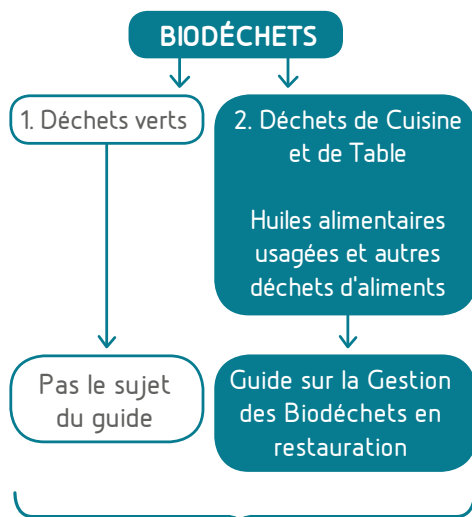 BIODÉCHETS
1. Déchets verts
2. Déchets de Cuisine
et de Table
Huiles alimentaires
usagées et autres
déchets d'aliments
Pas le sujet
du guide
Guide sur la Gestion
des Biodéchets en
restauration